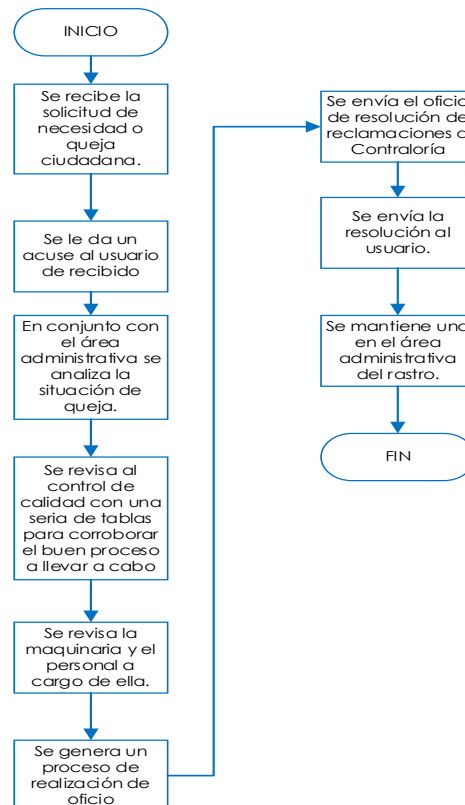 INICIO
Se recibe la
solicitud de
necesidad o
queja
ciudadana.
Se le da un
acuse al usuario
de recibido
En conjunto con
el área
administrativa se
analiza la
situación de
queja.
Se revisa al
control de
calidad con una
seria de tablas
para corroborar
el buen proceso
a llevar a cabo
Se revisa la
maquinaria y el
personal a
cargo de ella.
Se genera un
proceso de
realización de
oficio
Se envía el oficio
de resolución de
reclamaciones a
Contraloría
Se envía la
resolución al
usuario.
Se mantiene una
en el área
administrativa
del rastro.
FIN